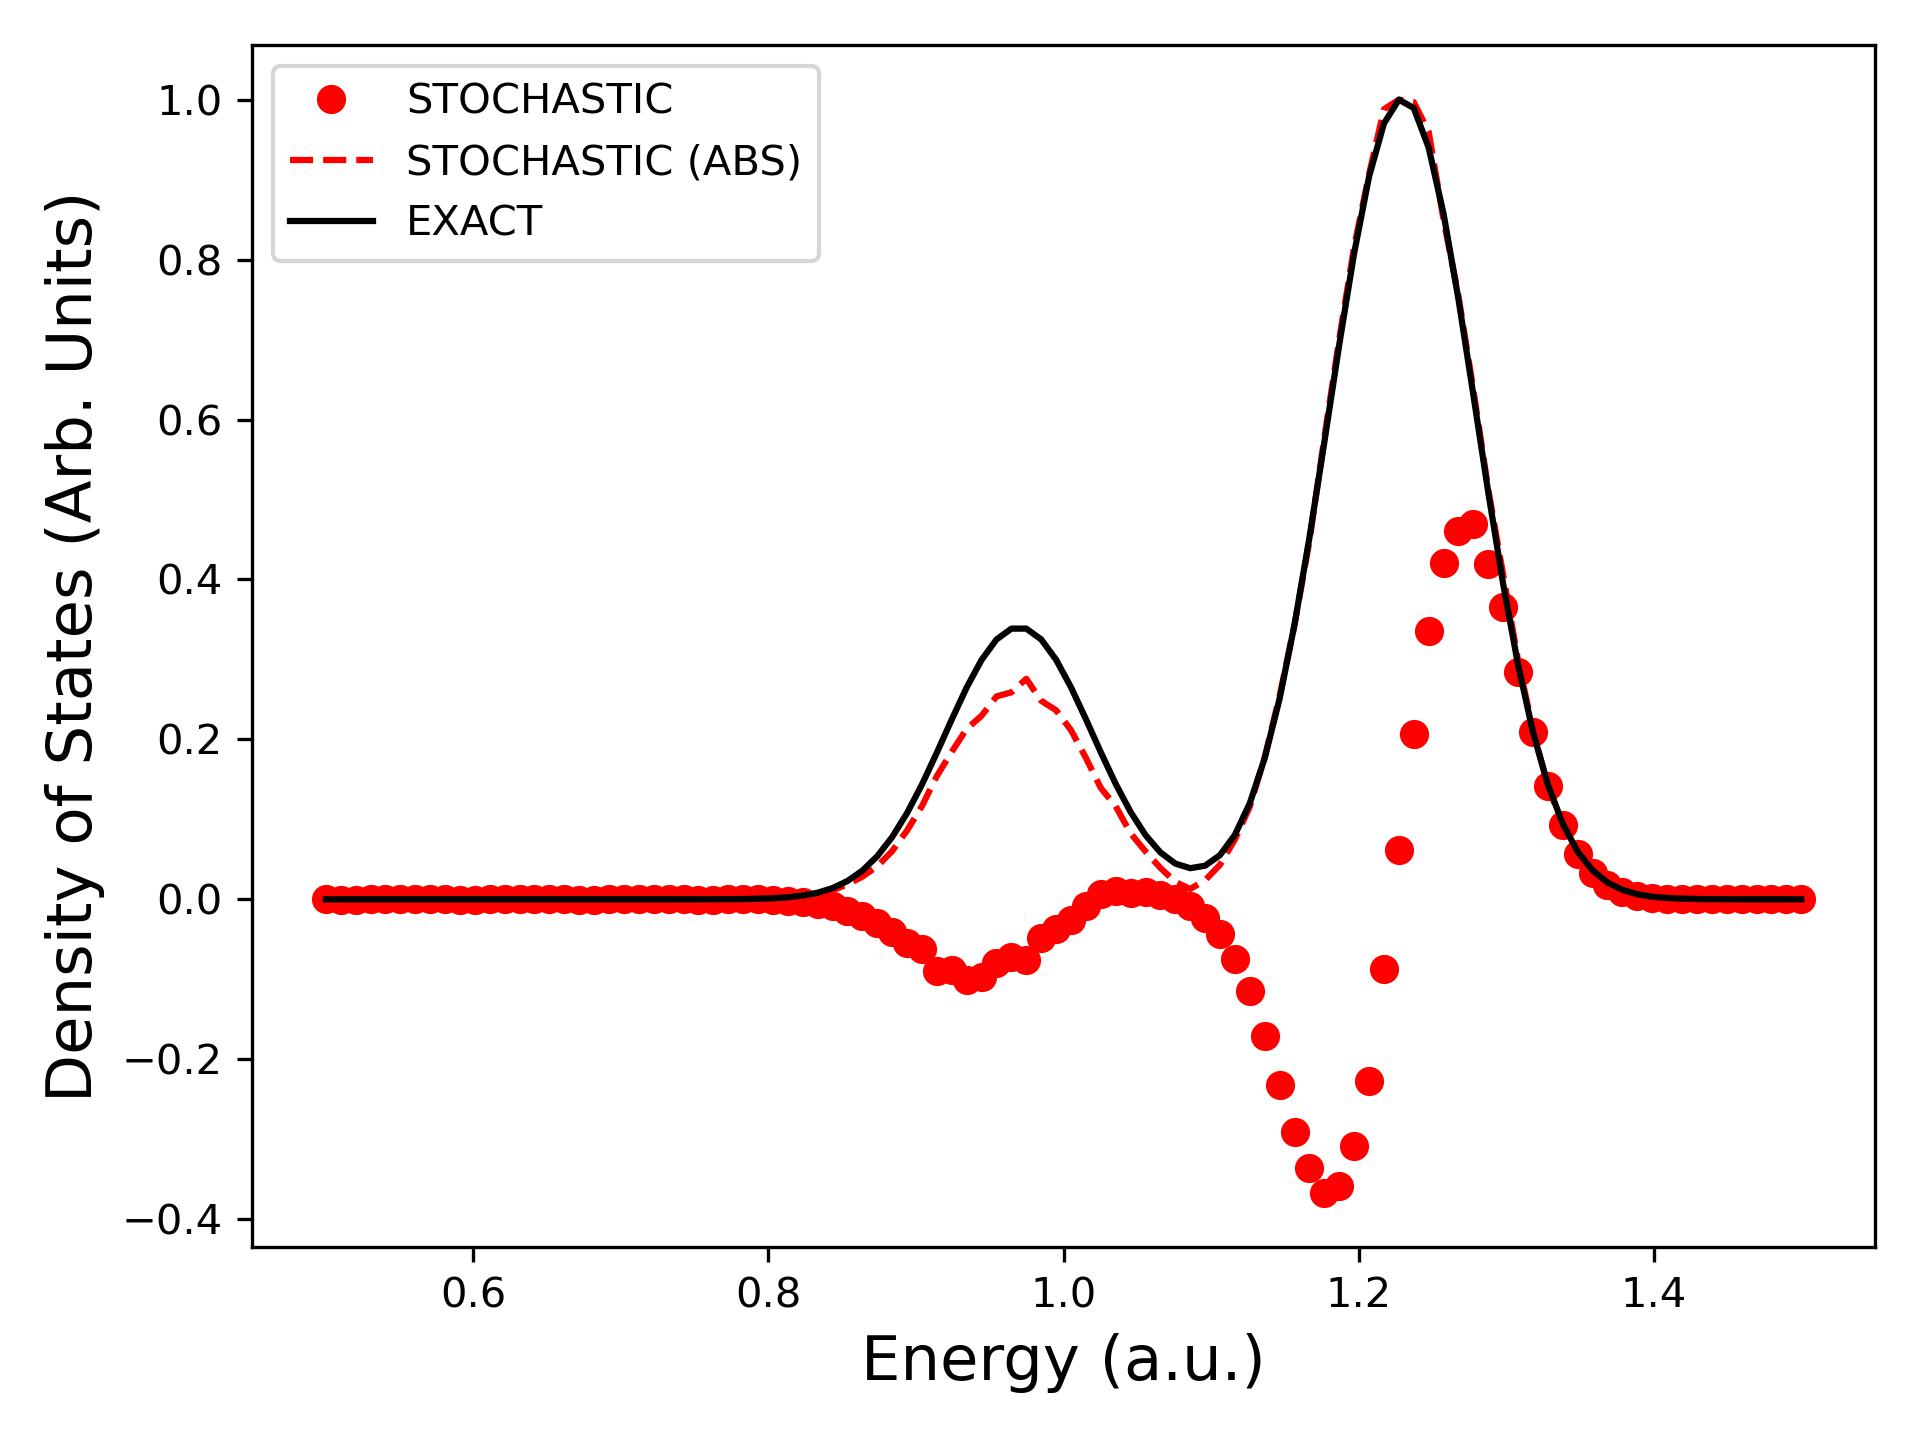 STOCHASTIC
STOCHASTIC (ABS)
EXACT
Density of States (Arb. Units)
1.0
0.8
0.6
0.4
0.2
0.0
−0.2
−0.4
0.6 0.8 1.0 1.2 1.4
Energy (a.u.)